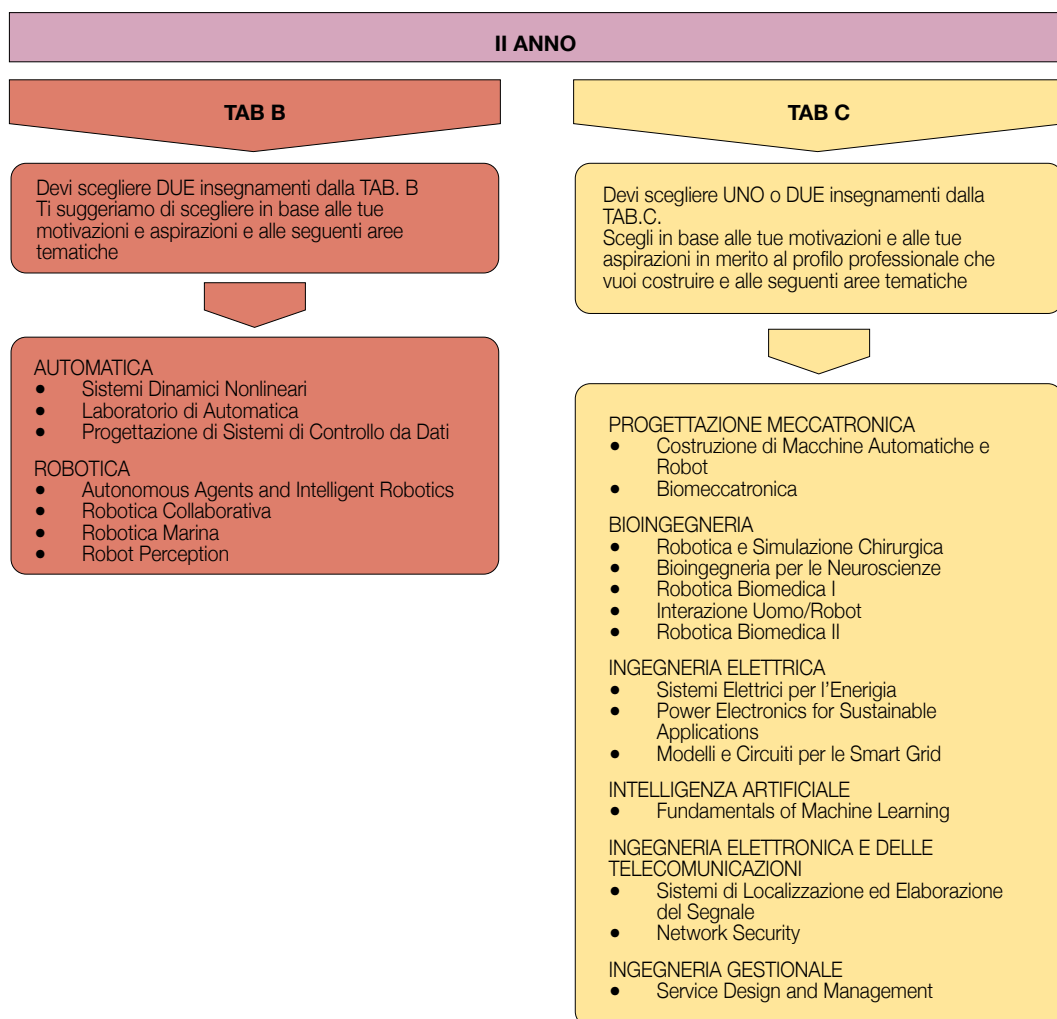 II ANNO
TAB B
Devi scegliere DUE insegnamenti dalla TAB. B
Ti suggeriamo di scegliere in base alle tue
motivazioni e aspirazioni e alle seguenti aree
tematiche
AUTOMATICA
• Sistemi Dinamici Nonlineari
• Laboratorio di Automatica
• Progettazione di Sistemi di Controllo da Dati
ROBOTICA
• Autonomous Agents and Intelligent Robotics
• Robotica Collaborativa
• Robotica Marina
• Robot Perception
TAB C
Devi scegliere UNO o DUE insegnamenti dalla
TAB.C.
Scegli in base alle tue motivazioni e alle tue
aspirazioni in merito al profilo professionale che
vuoi costruire e alle seguenti aree tematiche
PROGETTAZIONE MECCATRONICA
• Costruzione di Macchine Automatiche e
Robot
• Biomeccatronica
BIOINGEGNERIA
• Robotica e Simulazione Chirurgica
• Bioingegneria per le Neuroscienze
• Robotica Biomedica I
• Interazione Uomo/Robot
• Robotica Biomedica II
INGEGNERIA ELETTRICA
• Sistemi Elettrici per l'Enerigia
• Power Electronics for Sustainable
Applications
• Modelli e Circuiti per le Smart Grid
INTELLIGENZA ARTIFICIALE
• Fundamentals of Machine Learning
INGEGNERIA ELETTRONICA E DELLE
TELECOMUNICAZIONI
• Sistemi di Localizzazione ed Elaborazione
del Segnale
• Network Security
INGEGNERIA GESTIONALE
• Service Design and Management